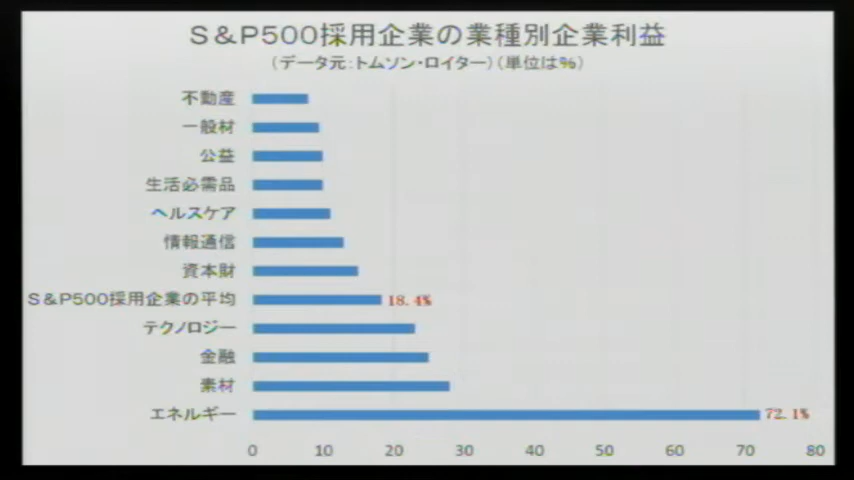 S&P500採用企業の業種別企業利益
(データ元:トムソン・ロイター)(単位は%)
不動産
一般材
公益
生活必需品
ヘルスケア
情報通信
資本財
S&P500採用企業の平均 18.4%
テクノロジー
金融
素材
エネルギー 72.1%
0 10 20 30 40 50 60 70 80